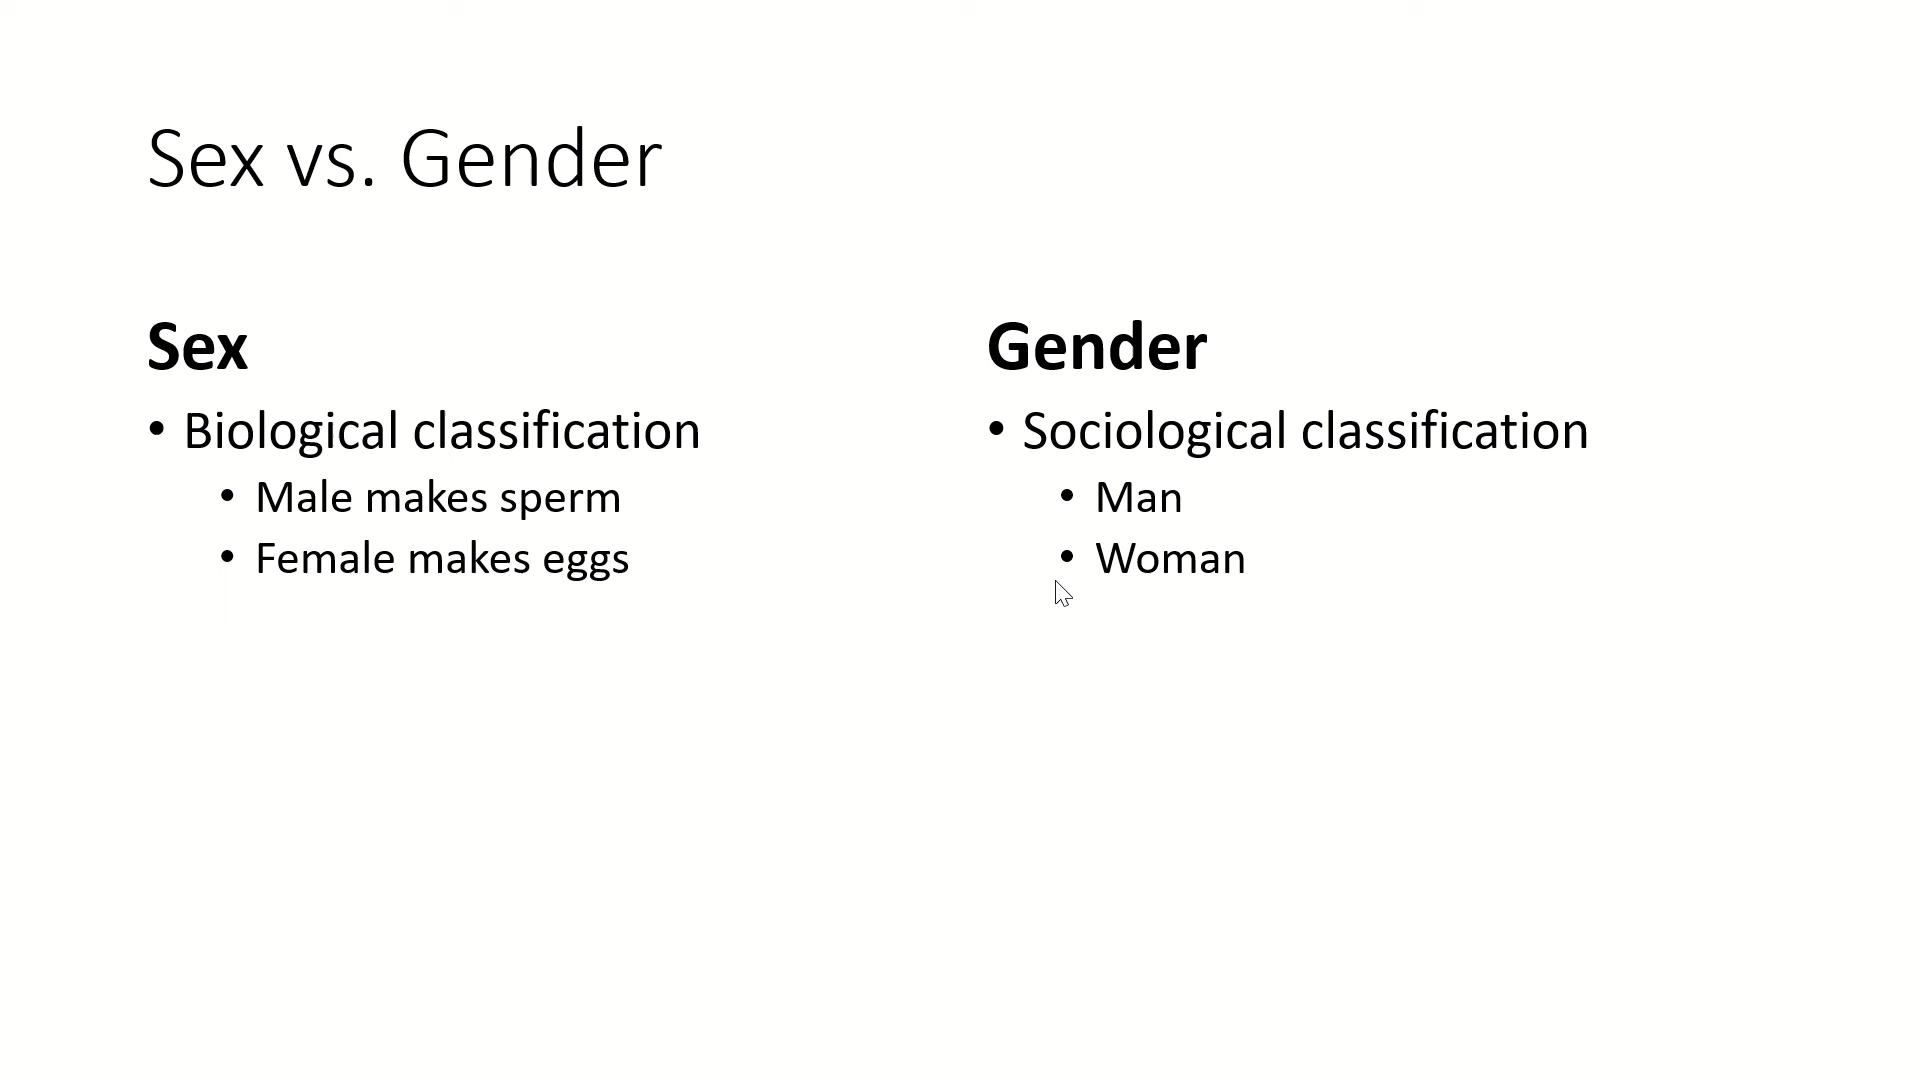 Sex vs. Gender
Sex
• Biological classification
• Male makes sperm
• Female makes eggs
Gender
• Sociological classification
• Man
• Woman